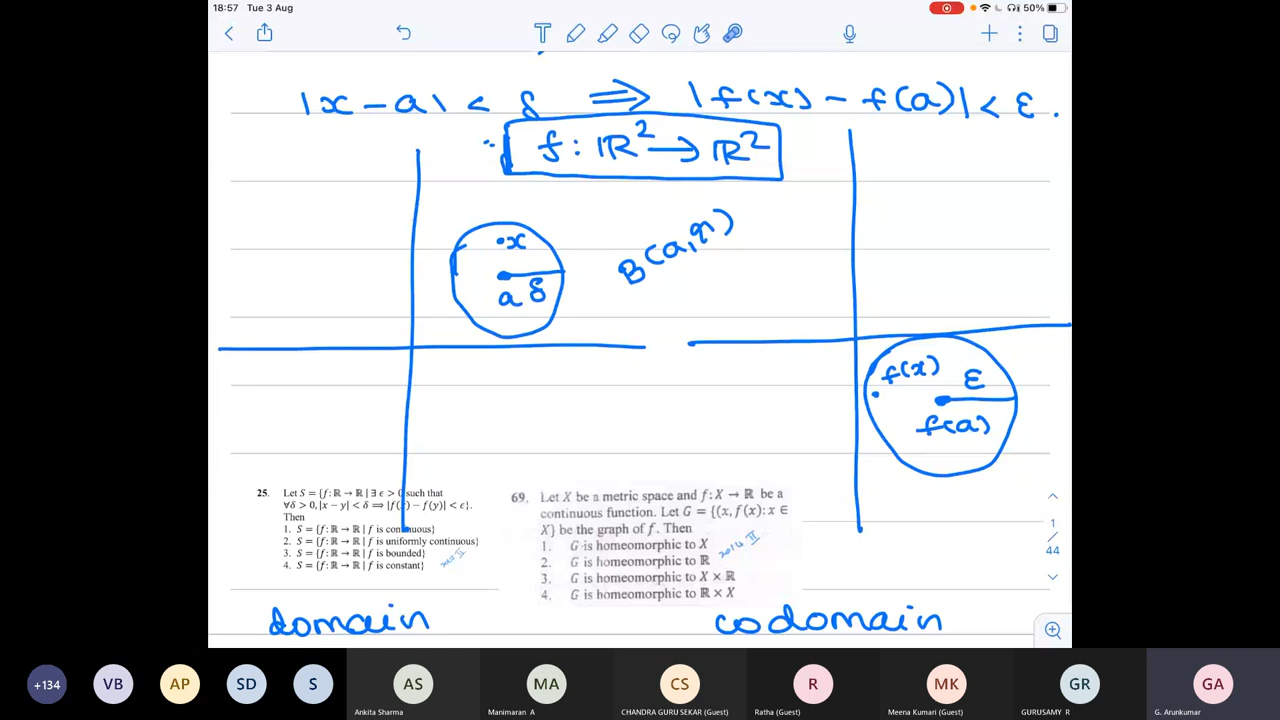 18:57 Tue 3 Aug
50%
T
|x - a| < δ ⟹ |f(x) - f(a)| < ε.
f : ℝ² → ℝ²
x
a δ
B(a,r)
f(x) ε
f(a)
25. Let S = {f : ℝ → ℝ | ∃ ϵ > 0 such that
∀δ > 0, |x − y| < δ ⟹ |f(x) − f(y)| < ϵ}.
Then
1. S = {f : ℝ → ℝ | f is continuous}
2. S = {f : ℝ → ℝ | f is uniformly continuous}
3. S = {f : ℝ → ℝ | f is bounded}
4. S = {f : ℝ → ℝ | f is constant}
69. Let X be a metric space and f : X → ℝ be a
continuous function. Let G = {(x, f(x) : x ∈
X} be the graph of f. Then
1. G is homeomorphic to X
2. G is homeomorphic to ℝ
3. G is homeomorphic to X × ℝ
4. G is homeomorphic to ℝ × X
2014 II
1
/
44
domain codomain
+134 VB AP SD S AS MA CS R MK GR GA
Ankita Sharma Manimaran A CHANDRA GURU SEKAR (Guest) Ratha (Guest) Meena Kumari (Guest) GURUSAMY R G. Arunkumar